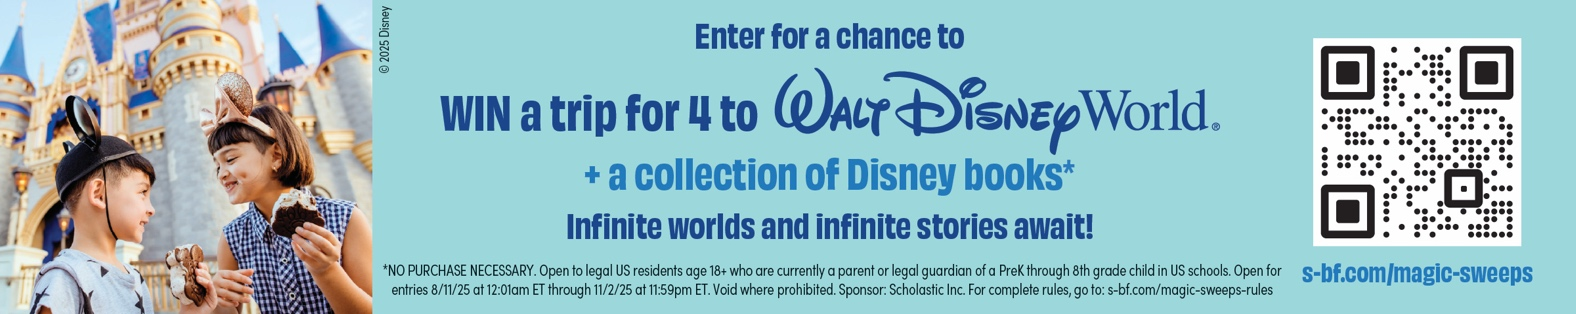 © 2025 Disney
Enter for a chance to
WIN a trip for 4 to Walt Disney World®
+ a collection of Disney books*
Infinite worlds and infinite stories await!
*NO PURCHASE NECESSARY. Open to legal US residents age 18+ who are currently a parent or legal guardian of a PreK through 8th grade child in US schools. Open for
entries 8/11/25 at 12:01am ET through 11/2/25 at 11:59pm ET. Void where prohibited. Sponsor: Scholastic Inc. For complete rules, go to: s-bf.com/magic-sweeps-rules
s-bf.com/magic-sweeps